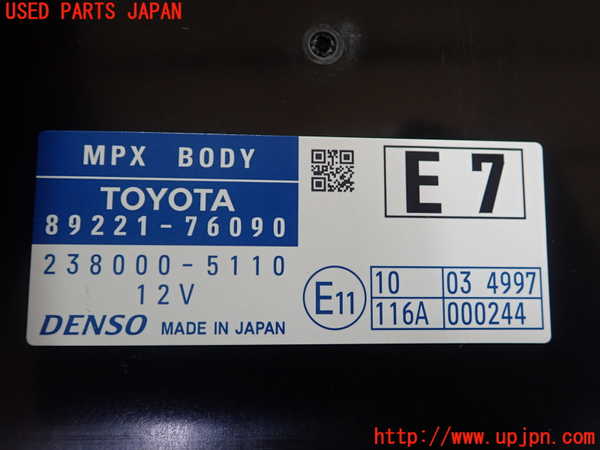 USED PARTS JAPAN
MPX BODY
TOYOTA
89221-76090
238000-5110
12V
DENSO MADE IN JAPAN
E 7
E11
10 03 4997
116A 000244
http://www.upjpn.com/